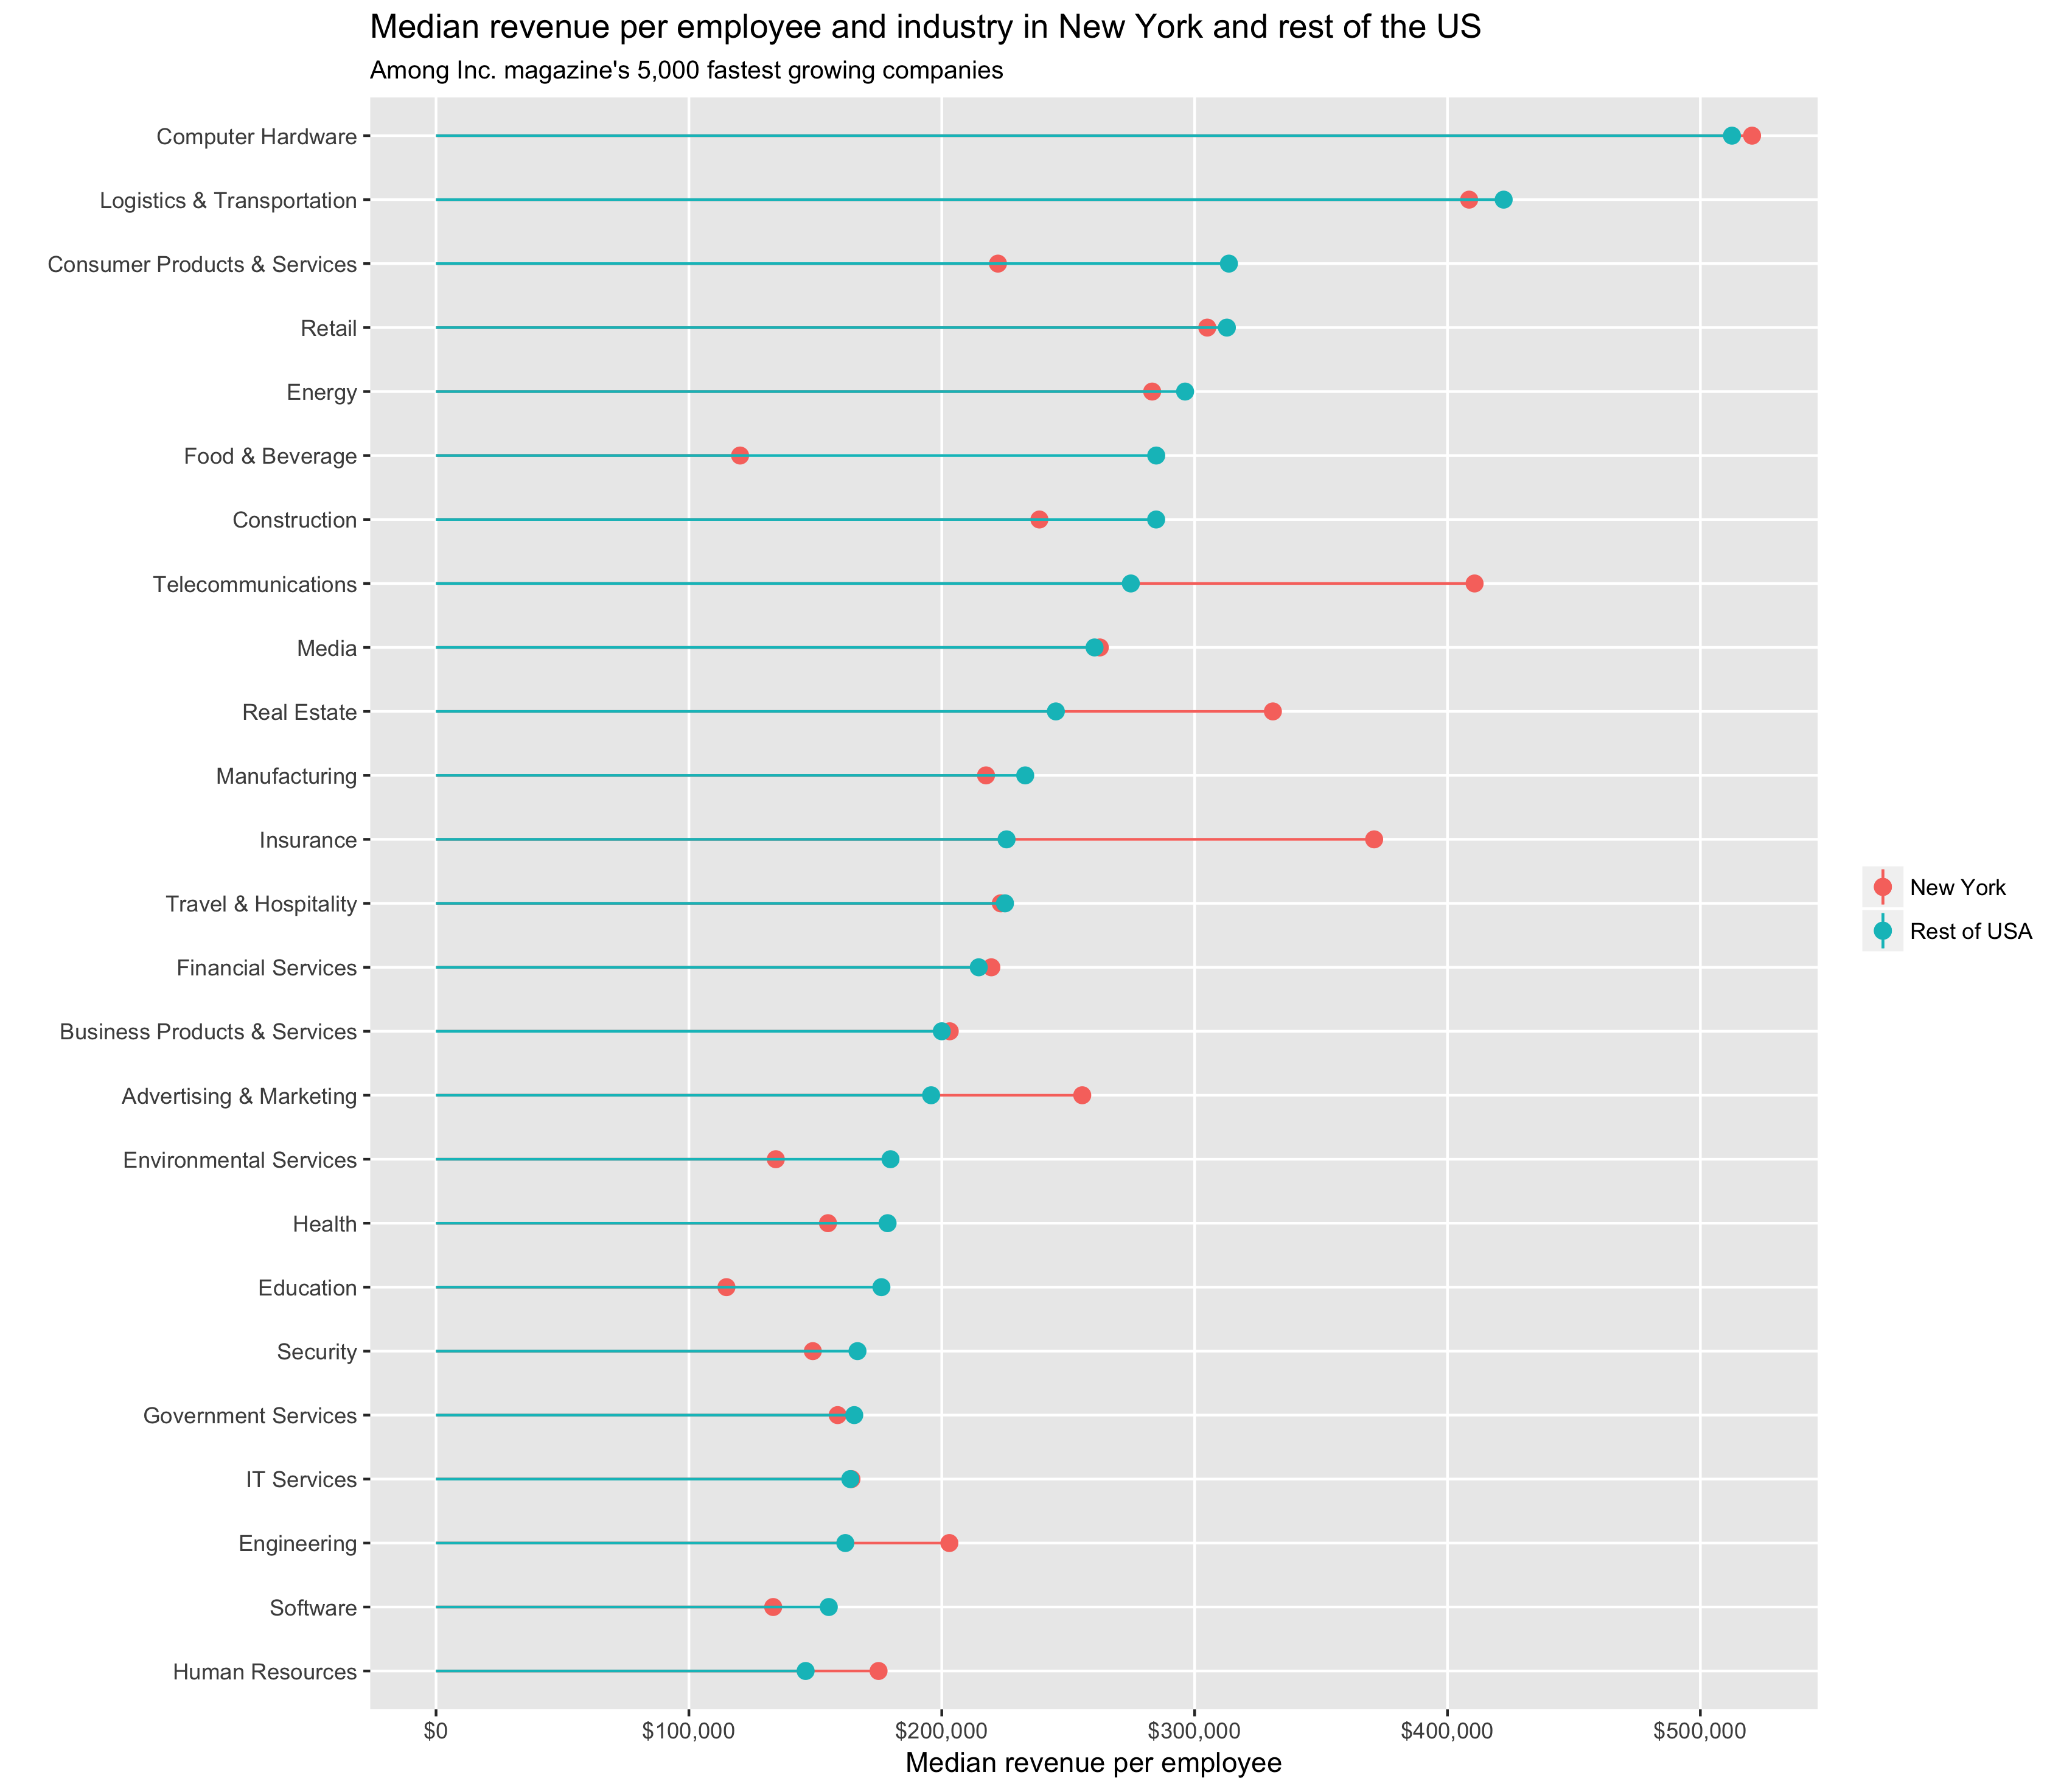 Median revenue per employee and industry in New York and rest of the US
Among Inc. magazine's 5,000 fastest growing companies
Computer Hardware
Logistics & Transportation
Consumer Products & Services
Retail
Energy
Food & Beverage
Construction
Telecommunications
Media
Real Estate
Manufacturing
Insurance
Travel & Hospitality
Financial Services
Business Products & Services
Advertising & Marketing
Environmental Services
Health
Education
Security
Government Services
IT Services
Engineering
Software
Human Resources
$0 $100,000 $200,000 $300,000 $400,000 $500,000
Median revenue per employee
New York
Rest of USA